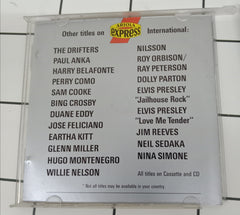 Other titles on
ARIOLA
express
International:
THE DRIFTERS
PAUL ANKA
HARRY BELAFONTE
PERRY COMO
SAM COOKE
BING CROSBY
DUANE EDDY
JOSE FELICIANO
EARTHA KITT
GLENN MILLER
HUGO MONTENEGRO
WILLIE NELSON
NILSSON
ROY ORBISON/
RAY PETERSON
DOLLY PARTON
ELVIS PRESLEY
"Jailhouse Rock"
ELVIS PRESLEY
"Love Me Tender"
JIM REEVES
NEIL SEDAKA
NINA SIMONE
All titles on Cassette and CD
* Not all titles may be available in your country.